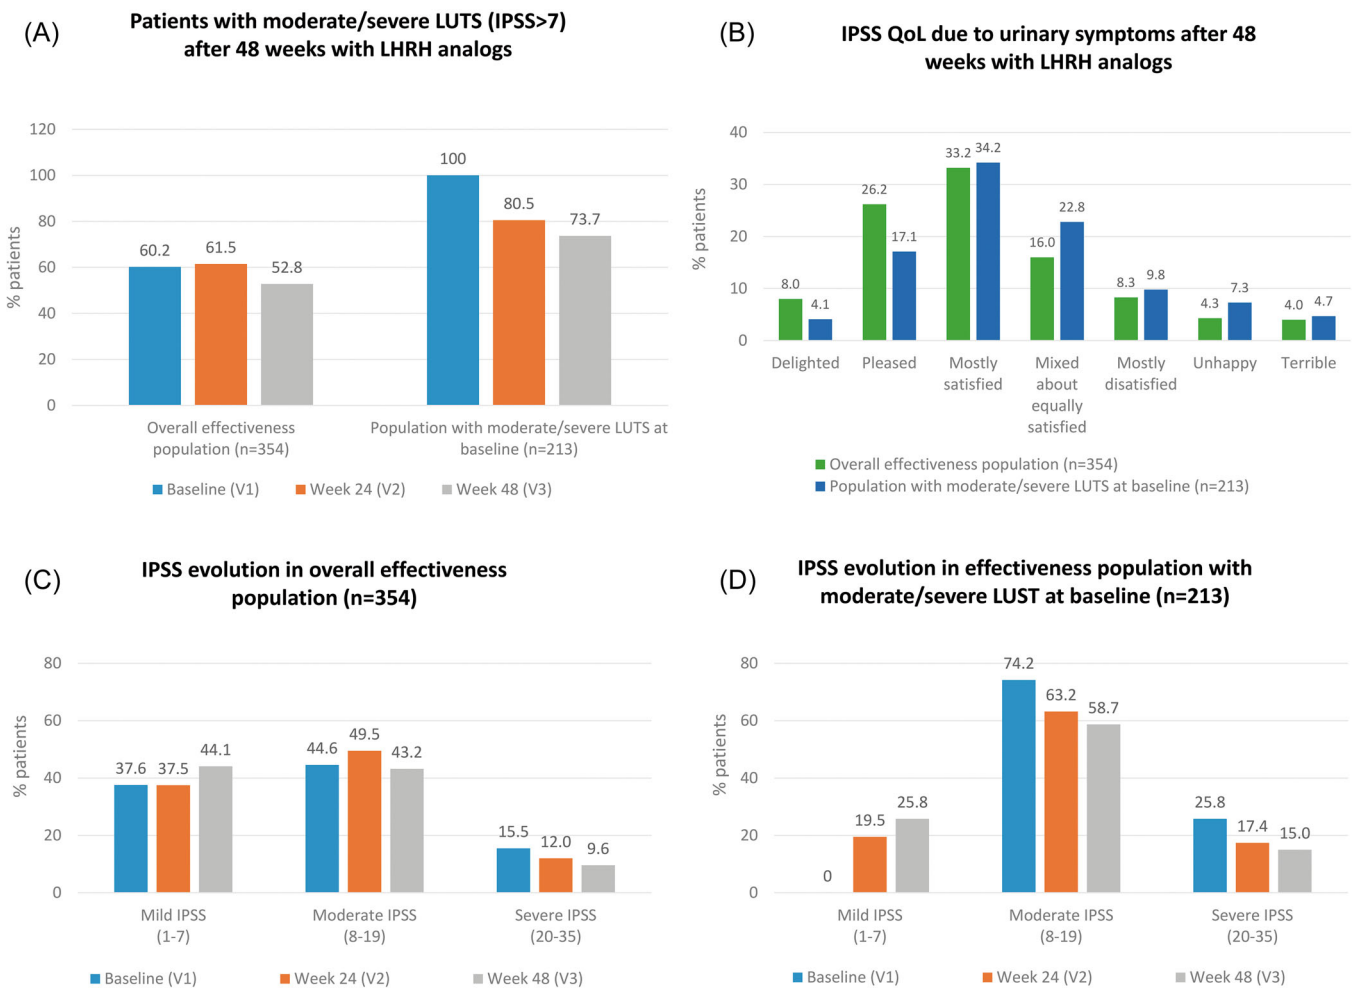 (A)
Patients with moderate/severe LUTS (IPSS>7)
after 48 weeks with LHRH analogs
% patients
120
100
80
60
40
20
0
60.2
61.5
52.8
100
80.5
73.7
Overall effectiveness
population (n=354)
Population with moderate/severe LUTS at
baseline (n=213)
Baseline (V1)
Week 24 (V2)
Week 48 (V3)
(B)
IPSS QoL due to urinary symptoms after 48
weeks with LHRH analogs
% patients
40
30
20
10
0
8.0
4.1
26.2
17.1
33.2
34.2
16.0
22.8
8.3
9.8
4.3
7.3
4.0
4.7
Delighted
Pleased
Mostly
satisfied
Mixed
about
equally
satisfied
Mostly
disatisfied
Unhappy
Terrible
Overall effectiveness population (n=354)
Population with moderate/severe LUTS at baseline (n=213)
(C)
IPSS evolution in overall effectiveness
population (n=354)
% patients
80
60
40
20
0
37.6
37.5
44.1
44.6
49.5
43.2
15.5
12.0
9.6
Mild IPSS
(1-7)
Moderate IPSS
(8-19)
Severe IPSS
(20-35)
Baseline (V1)
Week 24 (V2)
Week 48 (V3)
(D)
IPSS evolution in effectiveness population with
moderate/severe LUST at baseline (n=213)
% patients
80
60
40
20
0
0
19.5
25.8
74.2
63.2
58.7
25.8
17.4
15.0
Mild IPSS
(1-7)
Moderate IPSS
(8-19)
Severe IPSS
(20-35)
Baseline (V1)
Week 24 (V2)
Week 48 (V3)